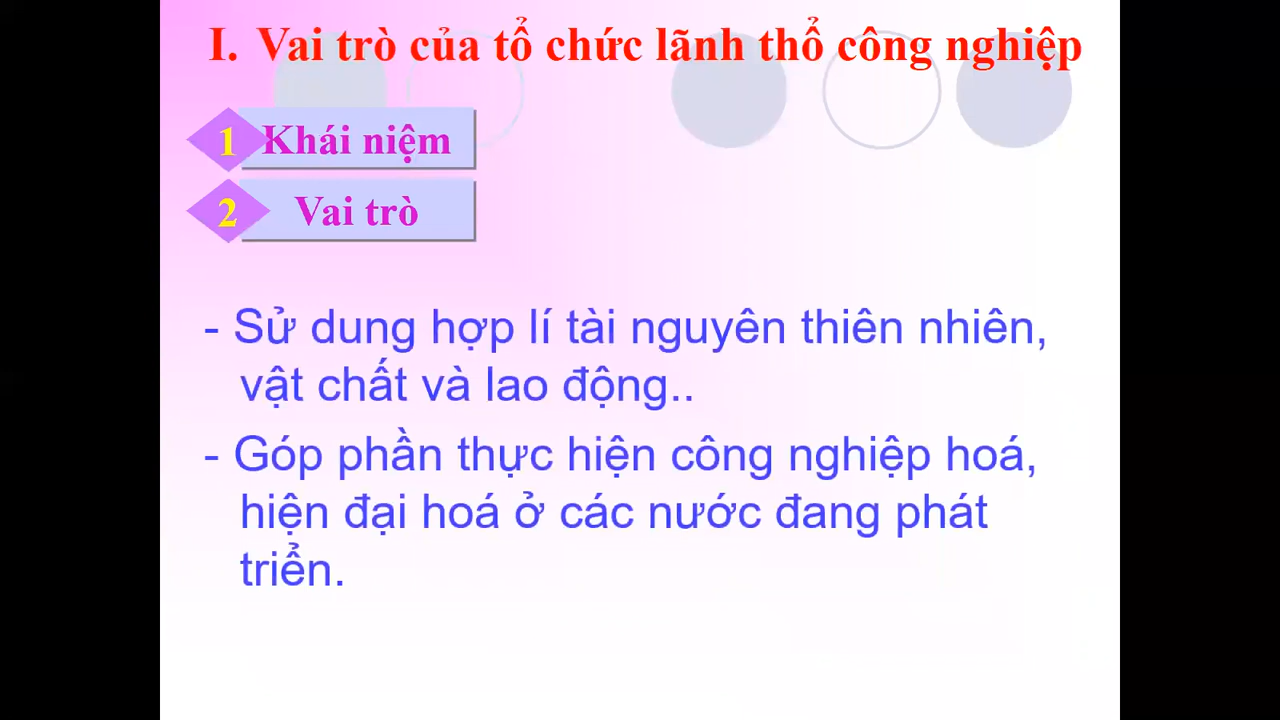 I. Vai trò của tổ chức lãnh thổ công nghiệp
1 Khái niệm
2 Vai trò
- Sử dung hợp lí tài nguyên thiên nhiên,
vật chất và lao động..
- Góp phần thực hiện công nghiệp hoá,
hiện đại hoá ở các nước đang phát
triển.